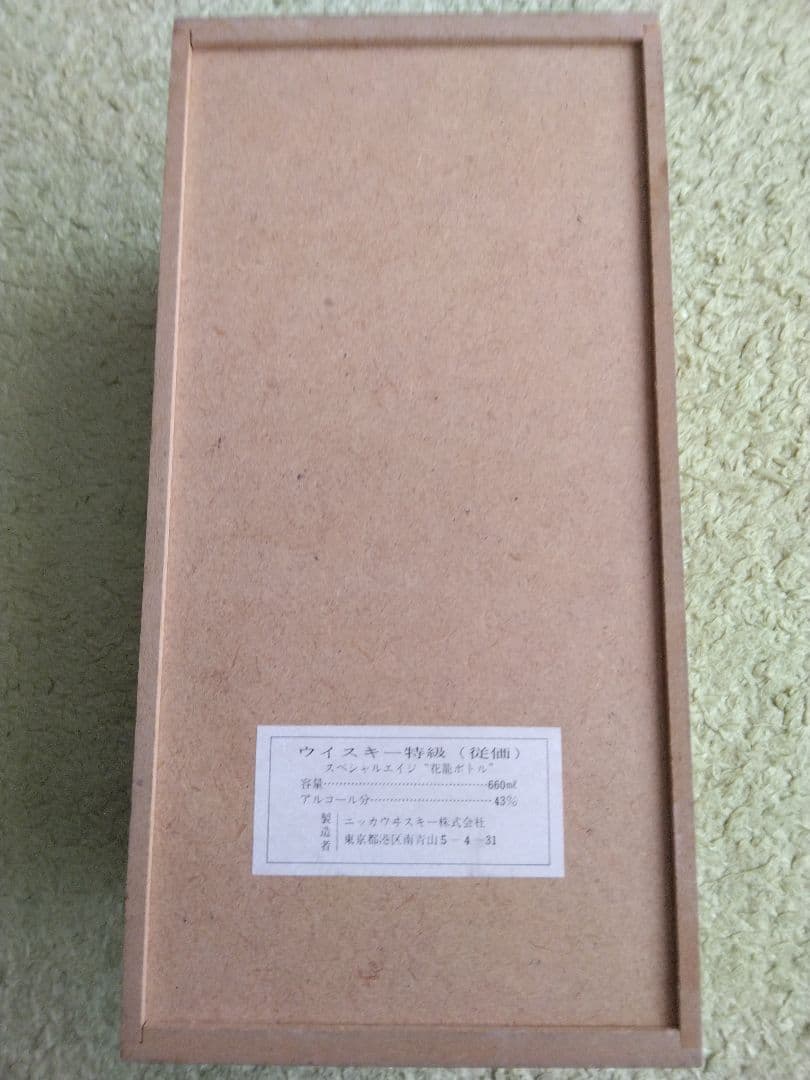 ウイスキー特級（従価）
スペシャルエイジ“花籠ボトル”
容量……………………………660mℓ
アルコール分……………………43%
製造者
ニッカウヰスキー株式会社
東京都港区南青山5－4－31